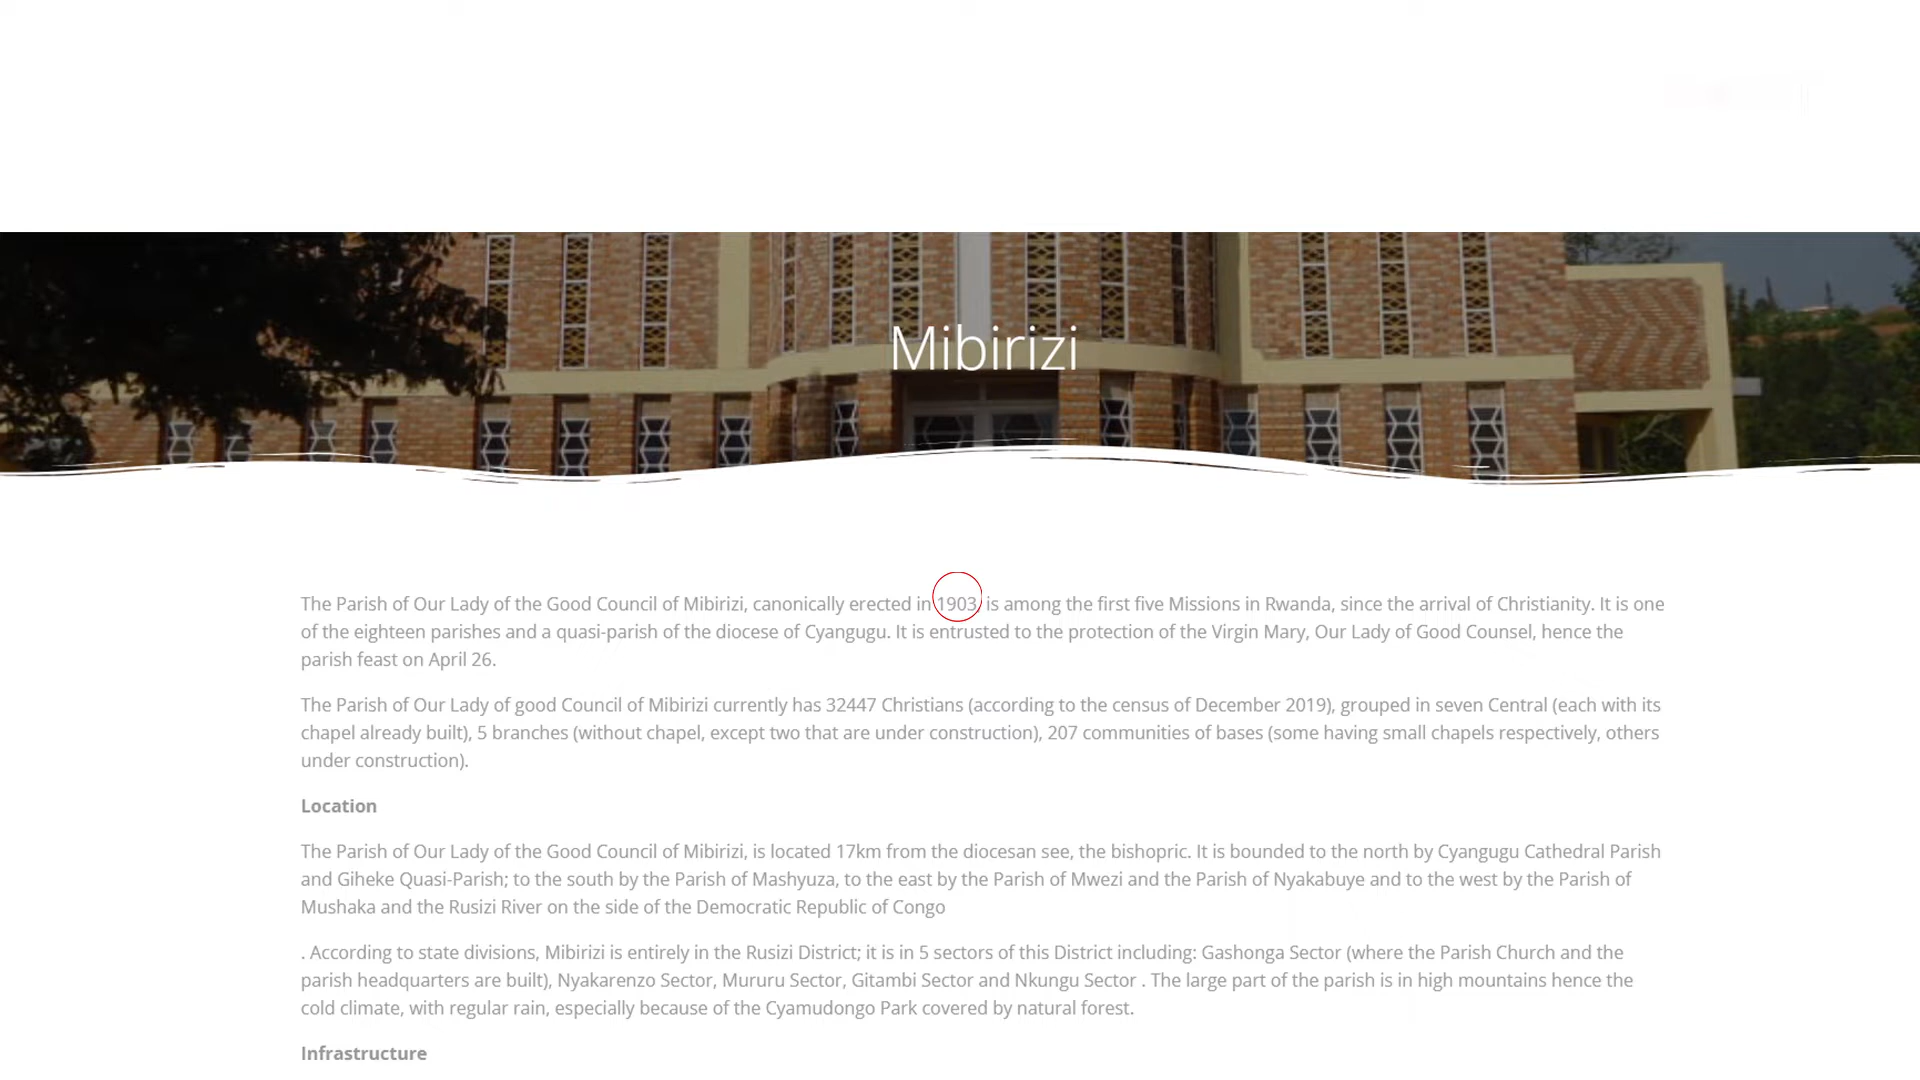 Mibirizi
The Parish of Our Lady of the Good Council of Mibirizi, canonically erected in 1903, is among the first five Missions in Rwanda, since the arrival of Christianity. It is one
of the eighteen parishes and a quasi-parish of the diocese of Cyangugu. It is entrusted to the protection of the Virgin Mary, Our Lady of Good Counsel, hence the
parish feast on April 26.
The Parish of Our Lady of good Council of Mibirizi currently has 32447 Christians (according to the census of December 2019), grouped in seven Central (each with its
chapel already built), 5 branches (without chapel, except two that are under construction), 207 communities of bases (some having small chapels respectively, others
under construction).
Location
The Parish of Our Lady of the Good Council of Mibirizi, is located 17km from the diocesan see, the bishopric. It is bounded to the north by Cyangugu Cathedral Parish
and Giheke Quasi-Parish; to the south by the Parish of Mashyuza, to the east by the Parish of Mwezi and the Parish of Nyakabuye and to the west by the Parish of
Mushaka and the Rusizi River on the side of the Democratic Republic of Congo
. According to state divisions, Mibirizi is entirely in the Rusizi District; it is in 5 sectors of this District including: Gashonga Sector (where the Parish Church and the
parish headquarters are built), Nyakarenzo Sector, Mururu Sector, Gitambi Sector and Nkungu Sector . The large part of the parish is in high mountains hence the
cold climate, with regular rain, especially because of the Cyamudongo Park covered by natural forest.
Infrastructure